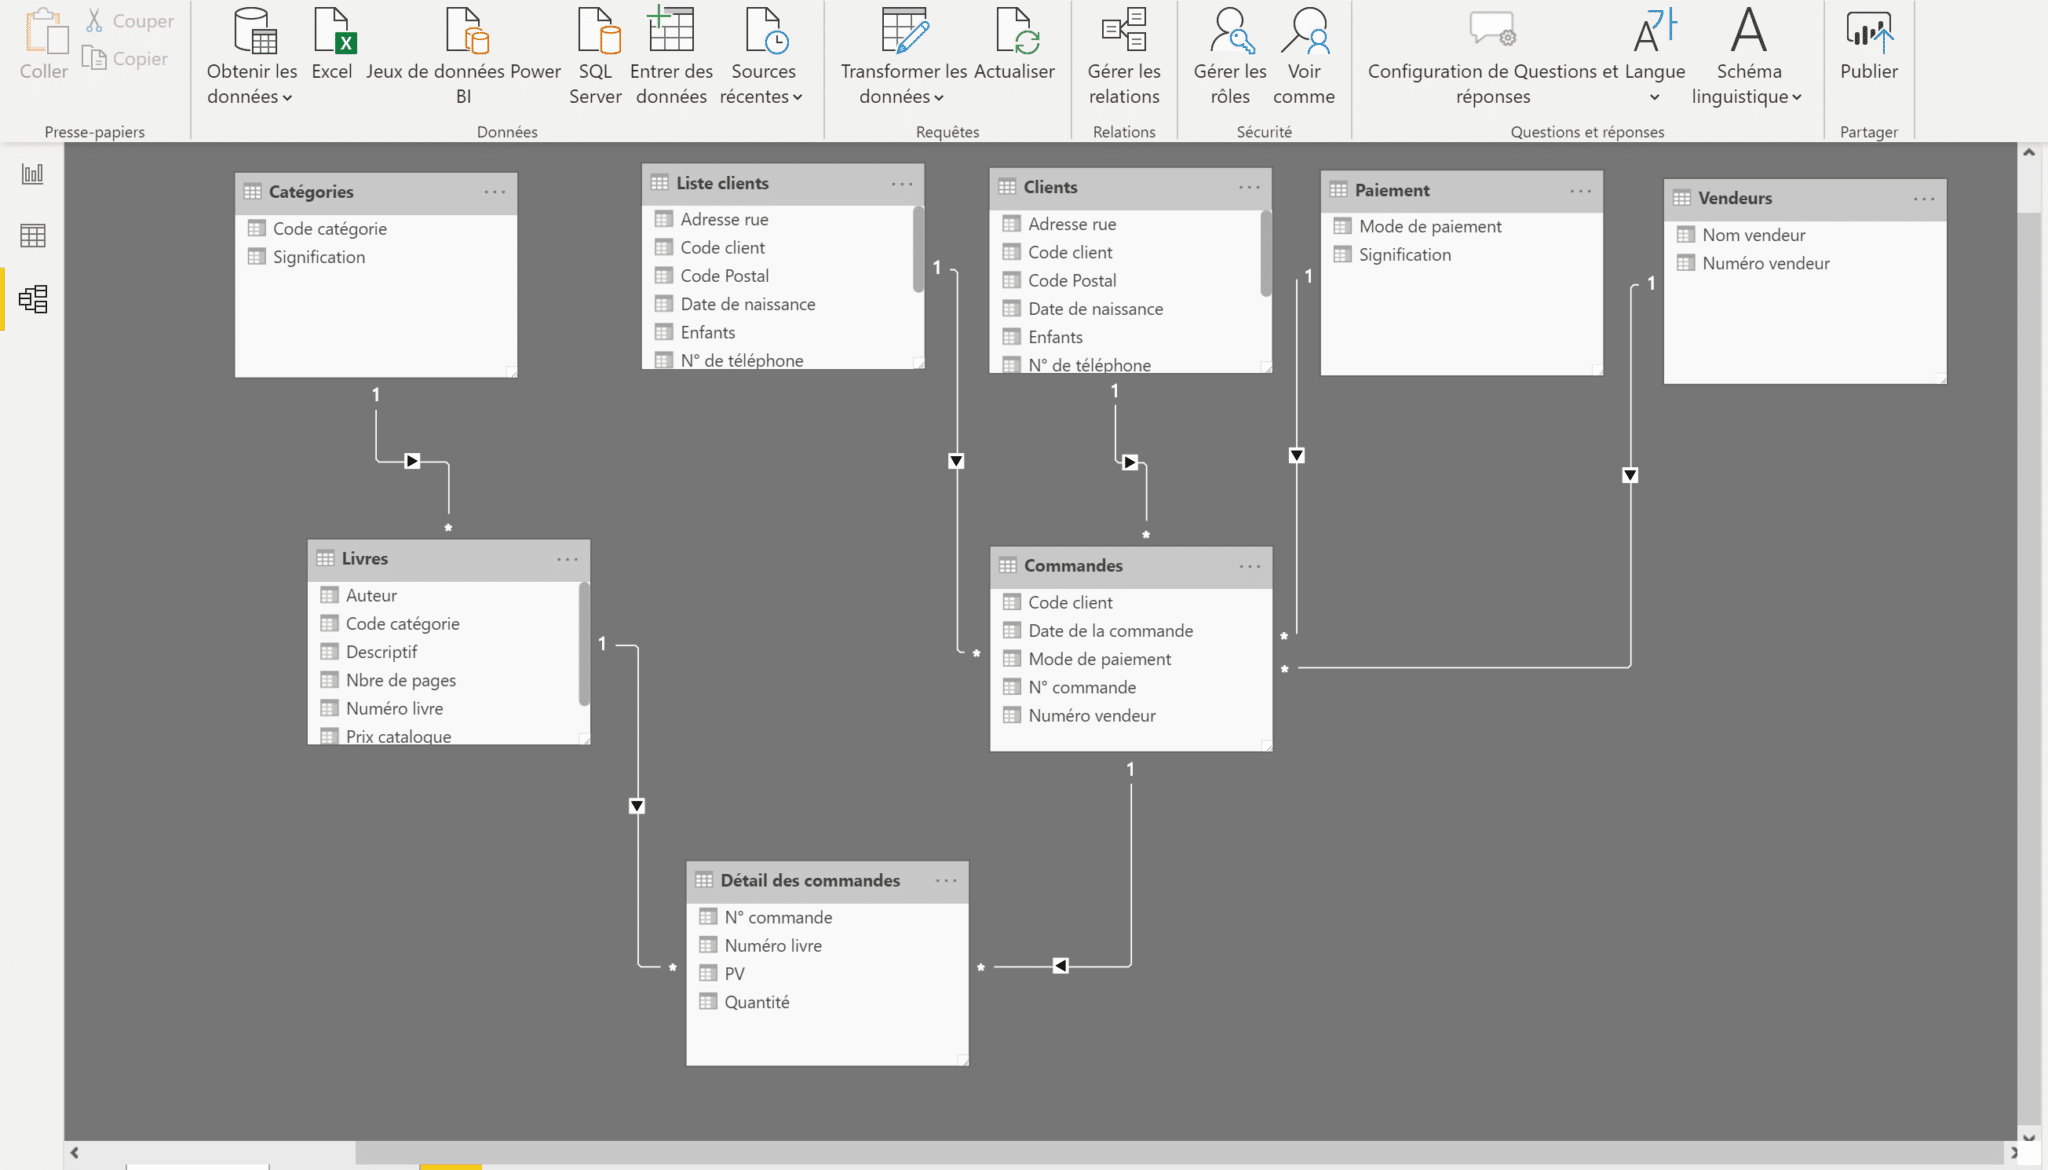 Coller
Couper
Copier
Presse-papiers
Obtenir les
données
Excel
Jeux de données Power
BI
SQL
Server
Entrer des
données
Sources
récentes
Données
Transformer les
données
Actualiser
Requêtes
Gérer les
relations
Relations
Gérer les
rôles
Voir
comme
Sécurité
Configuration de Questions et
réponses
Langue
Schéma
linguistique
Questions et réponses
Publier
Partager
Catégories
Code catégorie
Signification
1
*
Liste clients
Adresse rue
Code client
Code Postal
Date de naissance
Enfants
N° de téléphone
1
*
Clients
Adresse rue
Code client
Code Postal
Date de naissance
Enfants
N° de téléphone
1
*
Paiement
Mode de paiement
Signification
1
*
Vendeurs
Nom vendeur
Numéro vendeur
1
*
Livres
Auteur
Code catégorie
Descriptif
Nbre de pages
Numéro livre
Prix catalogue
1
*
Commandes
Code client
Date de la commande
Mode de paiement
N° commande
Numéro vendeur
1
*
Détail des commandes
N° commande
Numéro livre
PV
Quantité